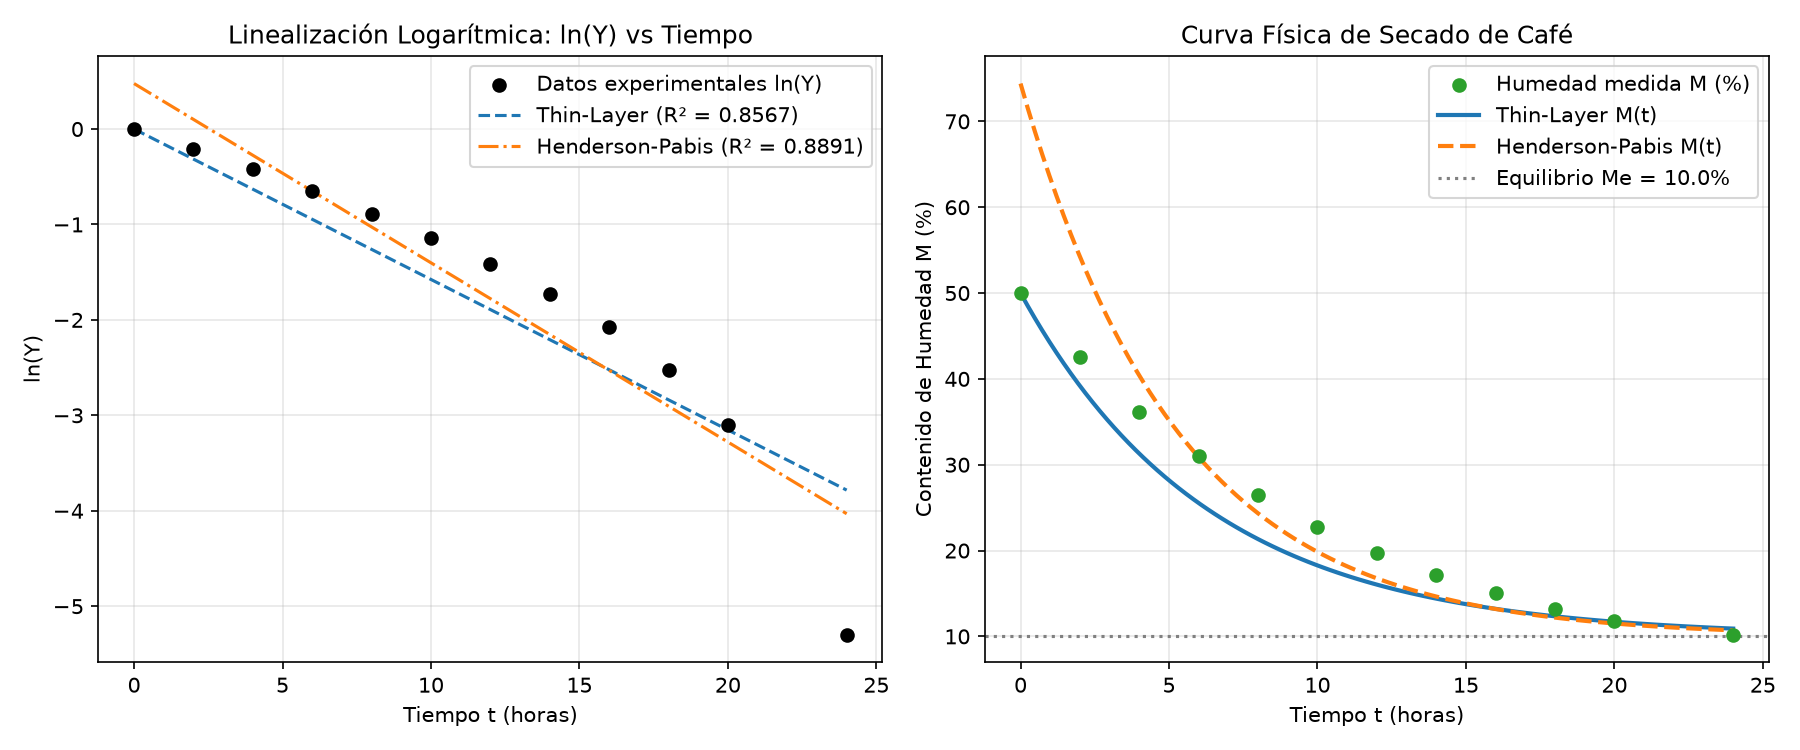 Linealización Logarítmica: ln(Y) vs Tiempo
Datos experimentales ln(Y)
Thin-Layer (R² = 0.8567)
Henderson-Pabis (R² = 0.8891)
ln(Y)
0
−1
−2
−3
−4
−5
0 5 10 15 20 25
Tiempo t (horas)
Curva Física de Secado de Café
Humedad medida M (%)
Thin-Layer M(t)
Henderson-Pabis M(t)
Equilibrio Me = 10.0%
Contenido de Humedad M (%)
70
60
50
40
30
20
10
0 5 10 15 20 25
Tiempo t (horas)